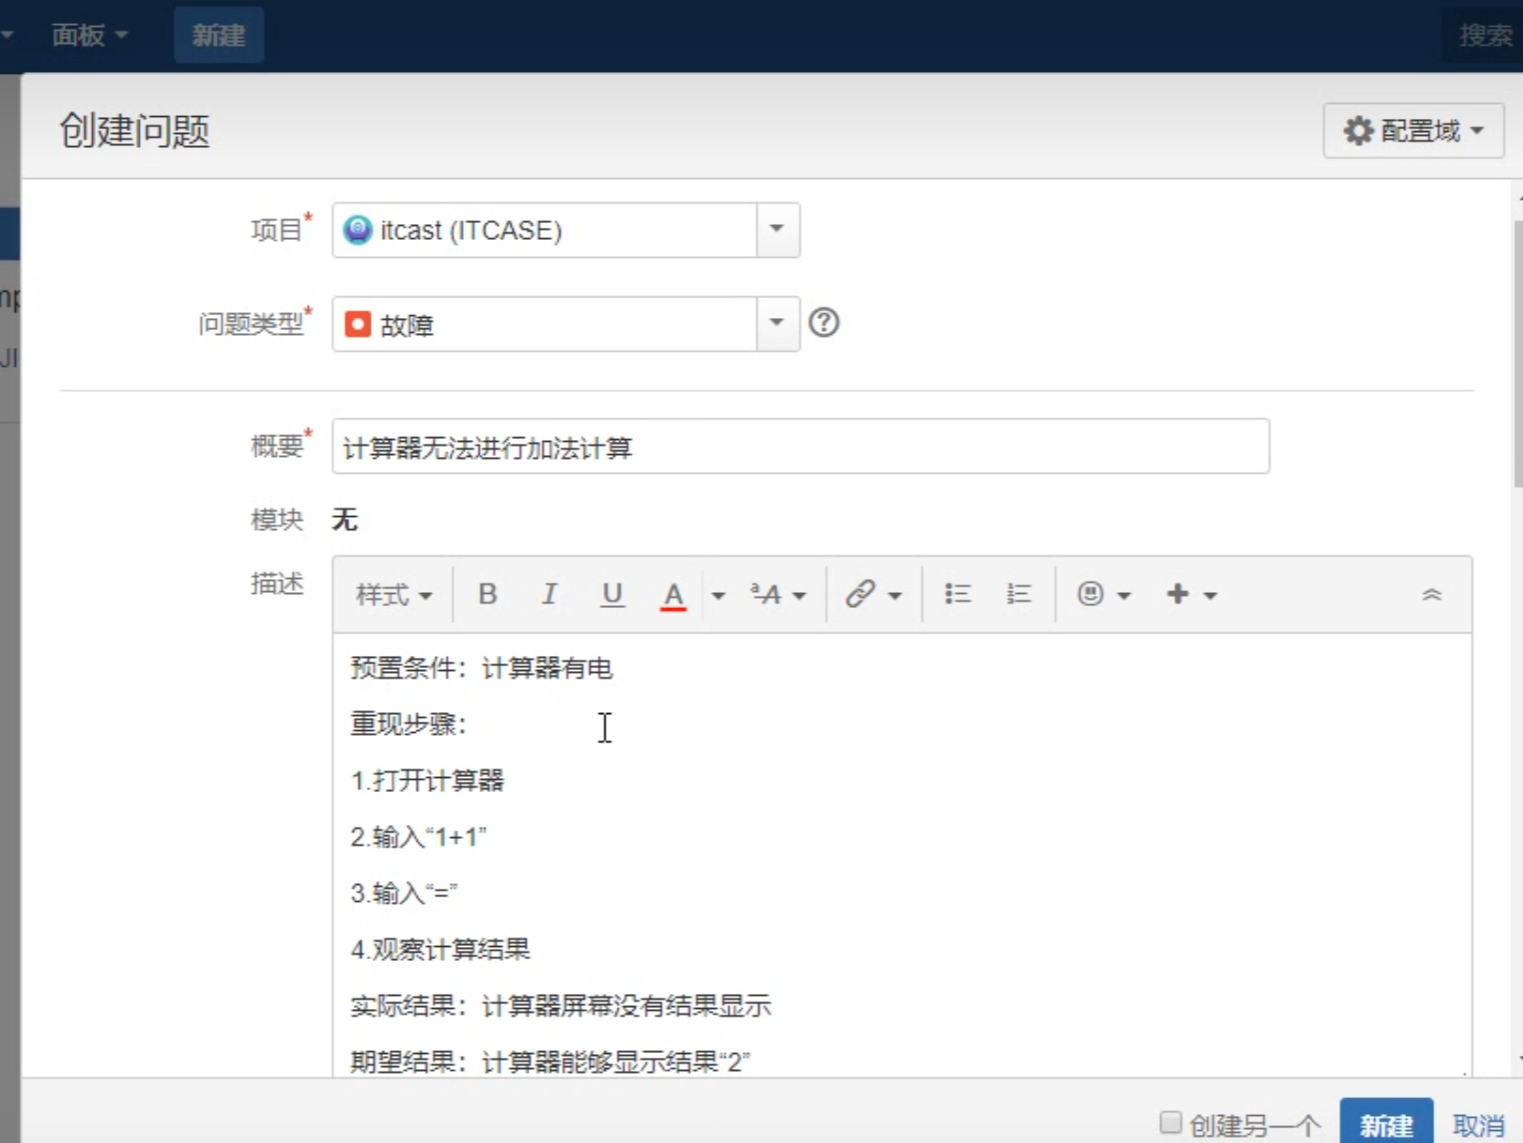 面板 新建 搜索
创建问题 配置域
项目* itcast (ITCASE)
问题类型* 故障
概要* 计算器无法进行加法计算
模块 无
描述 样式 B I U A ªA
预置条件：计算器有电
重现步骤：
1.打开计算器
2.输入“1+1”
3.输入“=”
4.观察计算结果
实际结果：计算器屏幕没有结果显示
期望结果：计算器能够显示结果“2”
创建另一个 新建 取消